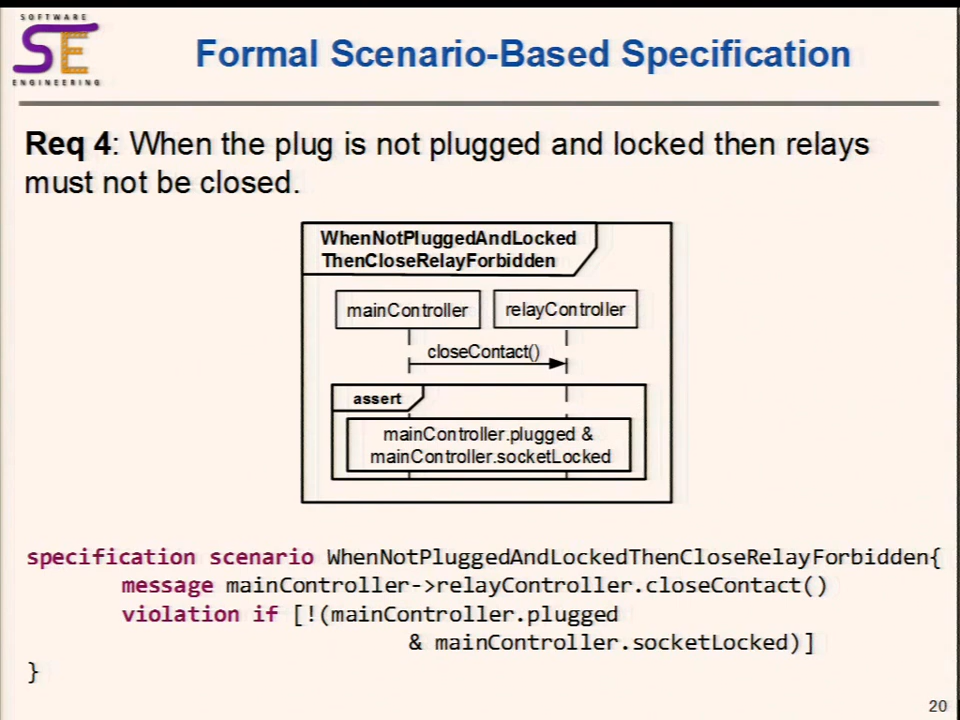 SOFTWARE
SE
ENGINEERING
Formal Scenario-Based Specification
Req 4: When the plug is not plugged and locked then relays
must not be closed.
WhenNotPluggedAndLocked
ThenCloseRelayForbidden
mainController
relayController
closeContact()
assert
mainController.plugged &
mainController.socketLocked
specification scenario WhenNotPluggedAndLockedThenCloseRelayForbidden{
message mainController->relayController.closeContact()
violation if [!(mainController.plugged
& mainController.socketLocked)]
}
20